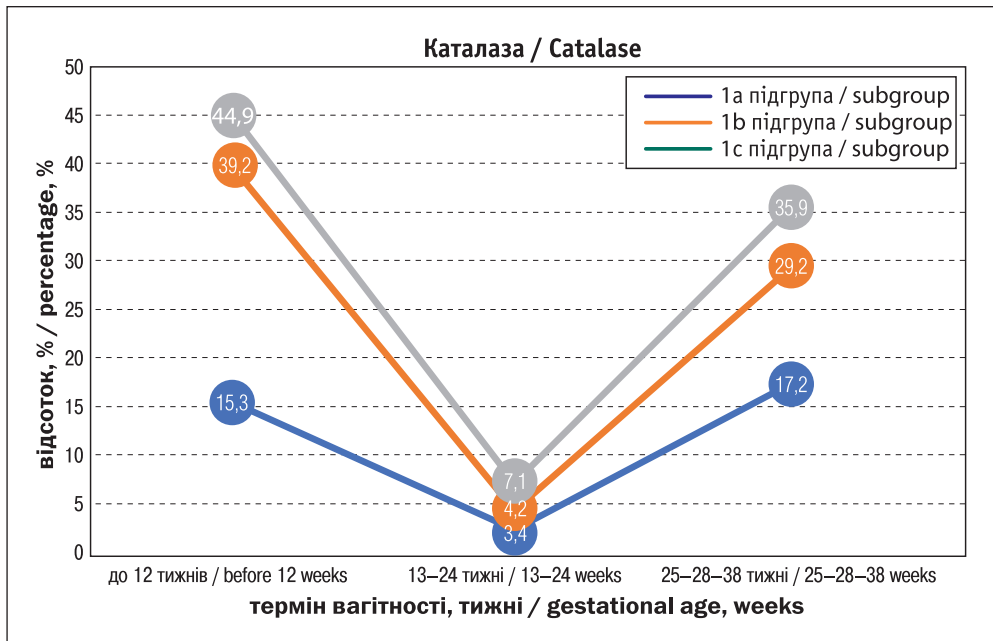 Каталаза / Catalase
50
45
40
35
30
25
20
15
10
5
0
відсоток, % / percentage, %
1a підгрупа / subgroup
1b підгрупа / subgroup
1c підгрупа / subgroup
44,9
39,2
15,3
7,1
4,2
3,4
35,9
29,2
17,2
до 12 тижнів / before 12 weeks
13–24 тижні / 13–24 weeks
25–28–38 тижні / 25–28–38 weeks
термін вагітності, тижні / gestational age, weeks